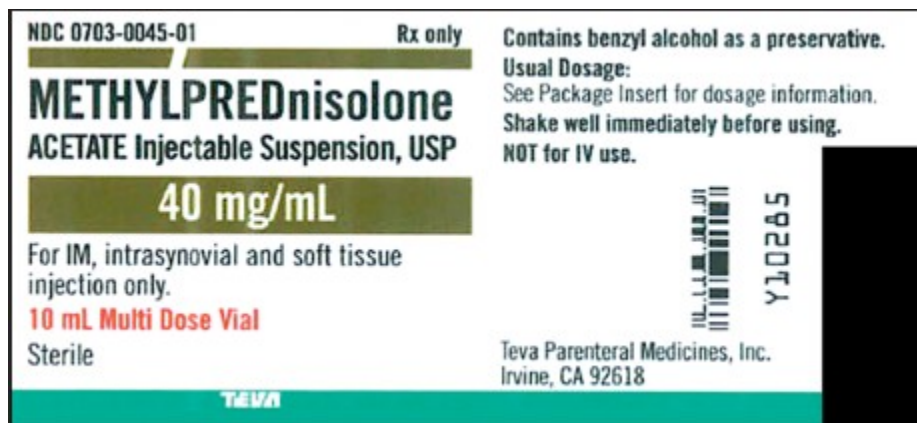 NDC 0703-0045-01 Rx only
METHYLPREDnisolone
ACETATE Injectable Suspension, USP
40 mg/mL
For IM, intrasynovial and soft tissue
injection only.
10 mL Multi Dose Vial
Sterile
TEVA
Contains benzyl alcohol as a preservative.
Usual Dosage:
See Package Insert for dosage information.
Shake well immediately before using.
NOT for IV use.
Y10285
Teva Parenteral Medicines, Inc.
Irvine, CA 92618